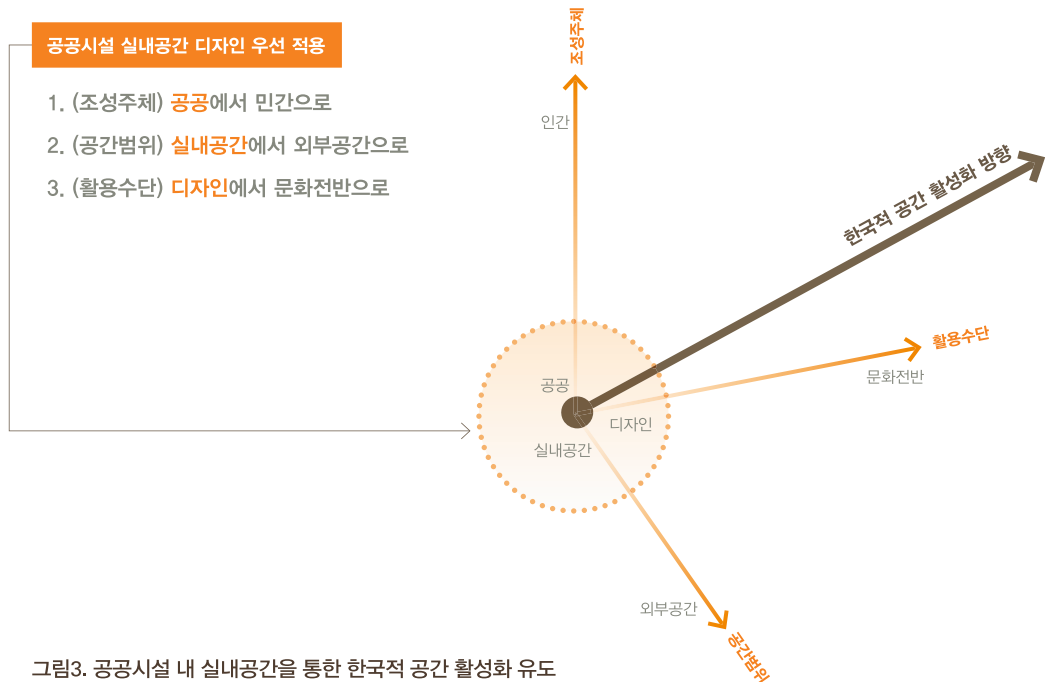 공공시설 실내공간 디자인 우선 적용
1. (조성주체) 공공에서 민간으로
2. (공간범위) 실내공간에서 외부공간으로
3. (활용수단) 디자인에서 문화전반으로
조성주체
인간
한국적 공간 활성화 방향
활용수단
문화전반
공공
디자인
실내공간
외부공간
공간범위
그림3. 공공시설 내 실내공간을 통한 한국적 공간 활성화 유도